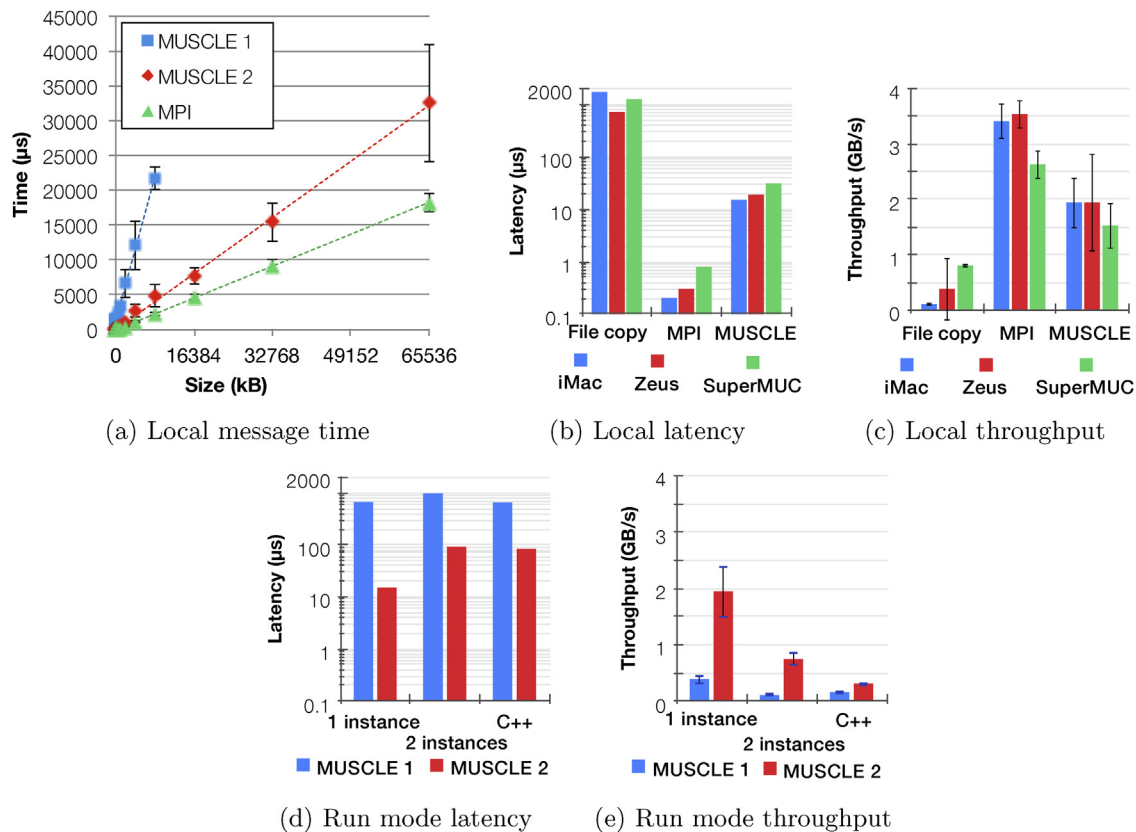 45000
40000
35000
30000
25000
20000
15000
10000
5000
0
Time (µs)
MUSCLE 1
MUSCLE 2
MPI
0 16384 32768 49152 65536
Size (kB)
(a) Local message time
2000
100
10
1
0.1
Latency (µs)
File copy MPI MUSCLE
iMac Zeus SuperMUC
(b) Local latency
4
3
2
1
0
Throughput (GB/s)
File copy MPI MUSCLE
iMac Zeus SuperMUC
(c) Local throughput
2000
100
10
1
0.1
Latency (µs)
1 instance C++
2 instances
MUSCLE 1 MUSCLE 2
(d) Run mode latency
4
3
2
1
0
Throughput (GB/s)
1 instance C++
2 instances
MUSCLE 1 MUSCLE 2
(e) Run mode throughput